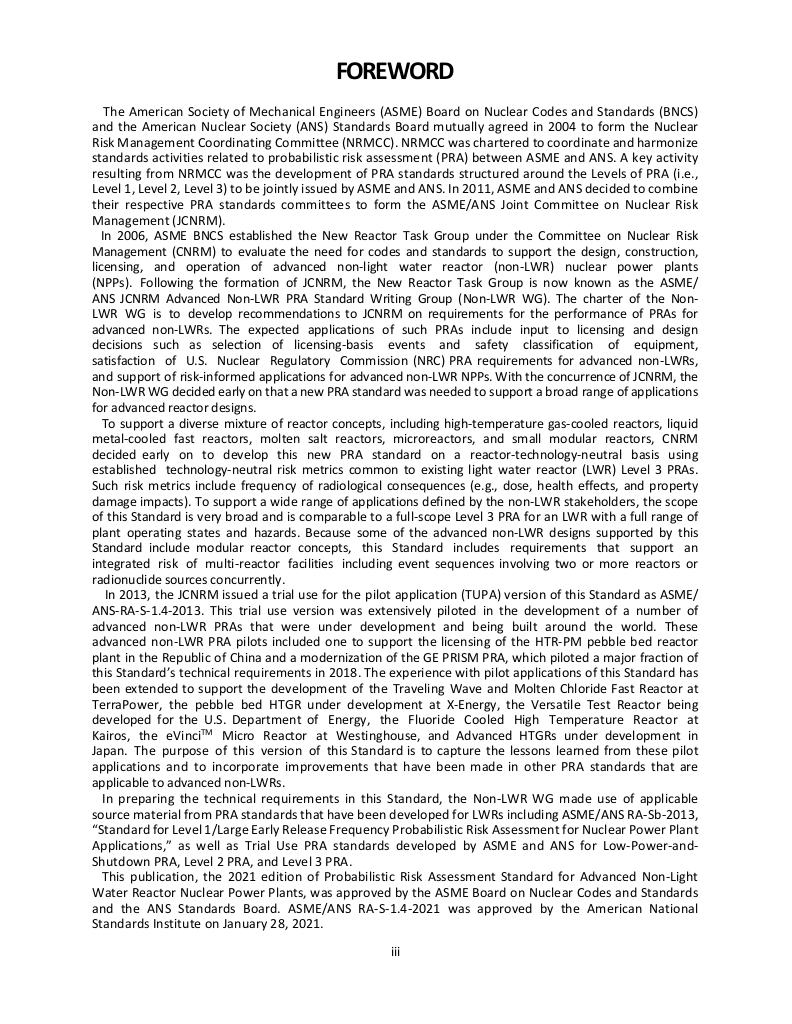 FOREWORD
The American Society of Mechanical Engineers (ASME) Board on Nuclear Codes and Standards (BNCS)
and the American Nuclear Society (ANS) Standards Board mutually agreed in 2004 to form the Nuclear
Risk Management Coordinating Committee (NRMCC). NRMCC was chartered to coordinate and harmonize
standards activities related to probabilistic risk assessment (PRA) between ASME and ANS. A key activity
resulting from NRMCC was the development of PRA standards structured around the Levels of PRA (i.e.,
Level 1, Level 2, Level 3) to be jointly issued by ASME and ANS. In 2011, ASME and ANS decided to combine
their respective PRA standards committees to form the ASME/ANS Joint Committee on Nuclear Risk
Management (JCNRM).
In 2006, ASME BNCS established the New Reactor Task Group under the Committee on Nuclear Risk
Management (CNRM) to evaluate the need for codes and standards to support the design, construction,
licensing, and operation of advanced non-light water reactor (non-LWR) nuclear power plants
(NPPs). Following the formation of JCNRM, the New Reactor Task Group is now known as the ASME/
ANS JCNRM Advanced Non-LWR PRA Standard Writing Group (Non-LWR WG). The charter of the Non-
LWR WG is to develop recommendations to JCNRM on requirements for the performance of PRAs for
advanced non-LWRs. The expected applications of such PRAs include input to licensing and design
decisions such as selection of licensing-basis events and safety classification of equipment,
satisfaction of U.S. Nuclear Regulatory Commission (NRC) PRA requirements for advanced non-LWRs,
and support of risk-informed applications for advanced non-LWR NPPs. With the concurrence of JCNRM, the
Non-LWR WG decided early on that a new PRA standard was needed to support a broad range of applications
for advanced reactor designs.
To support a diverse mixture of reactor concepts, including high-temperature gas-cooled reactors, liquid
metal-cooled fast reactors, molten salt reactors, microreactors, and small modular reactors, CNRM
decided early on to develop this new PRA standard on a reactor-technology-neutral basis using
established technology-neutral risk metrics common to existing light water reactor (LWR) Level 3 PRAs.
Such risk metrics include frequency of radiological consequences (e.g., dose, health effects, and property
damage impacts). To support a wide range of applications defined by the non-LWR stakeholders, the scope
of this Standard is very broad and is comparable to a full-scope Level 3 PRA for an LWR with a full range of
plant operating states and hazards. Because some of the advanced non-LWR designs supported by this
Standard include modular reactor concepts, this Standard includes requirements that support an
integrated risk of multi-reactor facilities including event sequences involving two or more reactors or
radionuclide sources concurrently.
In 2013, the JCNRM issued a trial use for the pilot application (TUPA) version of this Standard as ASME/
ANS-RA-S-1.4-2013. This trial use version was extensively piloted in the development of a number of
advanced non-LWR PRAs that were under development and being built around the world. These
advanced non-LWR PRA pilots included one to support the licensing of the HTR-PM pebble bed reactor
plant in the Republic of China and a modernization of the GE PRISM PRA, which piloted a major fraction of
this Standard's technical requirements in 2018. The experience with pilot applications of this Standard has
been extended to support the development of the Traveling Wave and Molten Chloride Fast Reactor at
TerraPower, the pebble bed HTGR under development at X-Energy, the Versatile Test Reactor being
developed for the U.S. Department of Energy, the Fluoride Cooled High Temperature Reactor at
Kairos, the eVinci™ Micro Reactor at Westinghouse, and Advanced HTGRs under development in
Japan. The purpose of this version of this Standard is to capture the lessons learned from these pilot
applications and to incorporate improvements that have been made in other PRA standards that are
applicable to advanced non-LWRs.
In preparing the technical requirements in this Standard, the Non-LWR WG made use of applicable
source material from PRA standards that have been developed for LWRs including ASME/ANS RA-Sb-2013,
“Standard for Level 1/Large Early Release Frequency Probabilistic Risk Assessment for Nuclear Power Plant
Applications,” as well as Trial Use PRA standards developed by ASME and ANS for Low-Power-and-
Shutdown PRA, Level 2 PRA, and Level 3 PRA.
This publication, the 2021 edition of Probabilistic Risk Assessment Standard for Advanced Non-Light
Water Reactor Nuclear Power Plants, was approved by the ASME Board on Nuclear Codes and Standards
and the ANS Standards Board. ASME/ANS RA-S-1.4-2021 was approved by the American National
Standards Institute on January 28, 2021.
iii